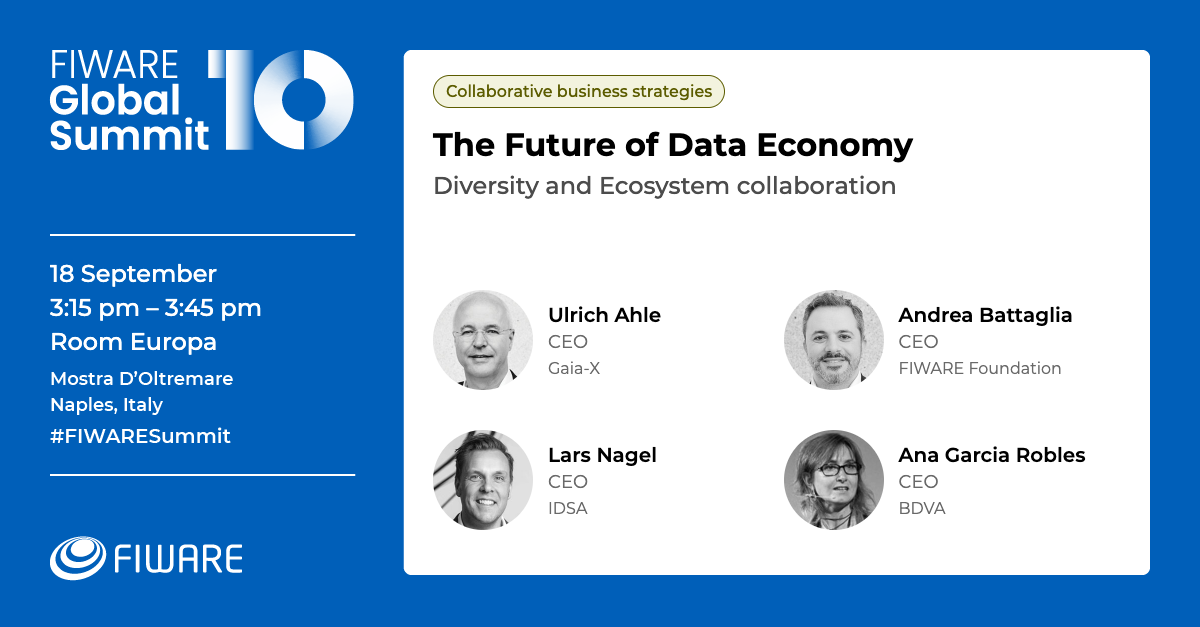 FIWARE
Global
Summit
10
18 September
3:15 pm – 3:45 pm
Room Europa
Mostra D’Oltremare
Naples, Italy
#FIWARESummit
FIWARE
Collaborative business strategies
The Future of Data Economy
Diversity and Ecosystem collaboration
Ulrich Ahle
CEO
Gaia-X
Andrea Battaglia
CEO
FIWARE Foundation
Lars Nagel
CEO
IDSA
Ana Garcia Robles
CEO
BDVA